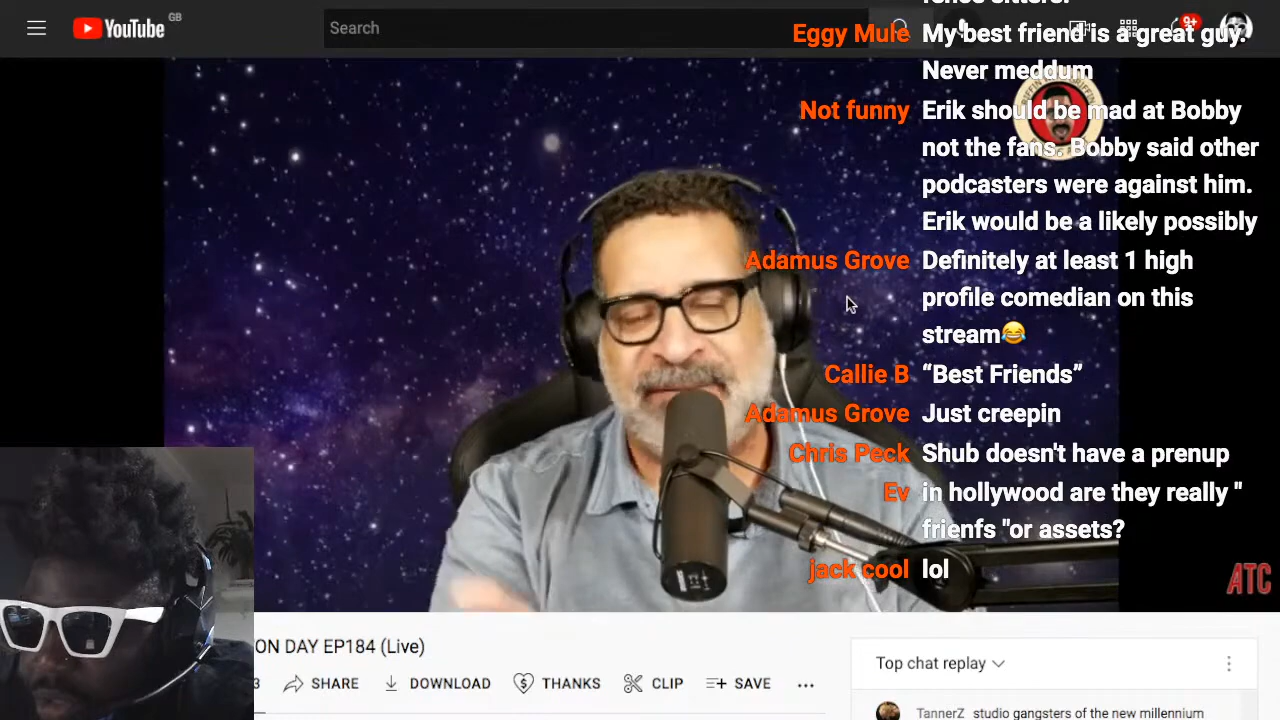 GB
YouTube
Search
9+
Eggy Mule My best friend is a great guy.
Never meddum
Not funny Erik should be mad at Bobby
not the fans. Bobby said other
podcasters were against him.
Erik would be a likely possibly
Adamus Grove Definitely at least 1 high
profile comedian on this
stream😂
Callie B “Best Friends”
Adamus Grove Just creepin
Chris Peck Shub doesn't have a prenup
Ev in hollywood are they really "
frienfs "or assets?
jack cool lol
ATC
ON DAY EP184 (Live)
3 SHARE DOWNLOAD THANKS CLIP SAVE ...
Top chat replay
TannerZ studio gangsters of the new millennium